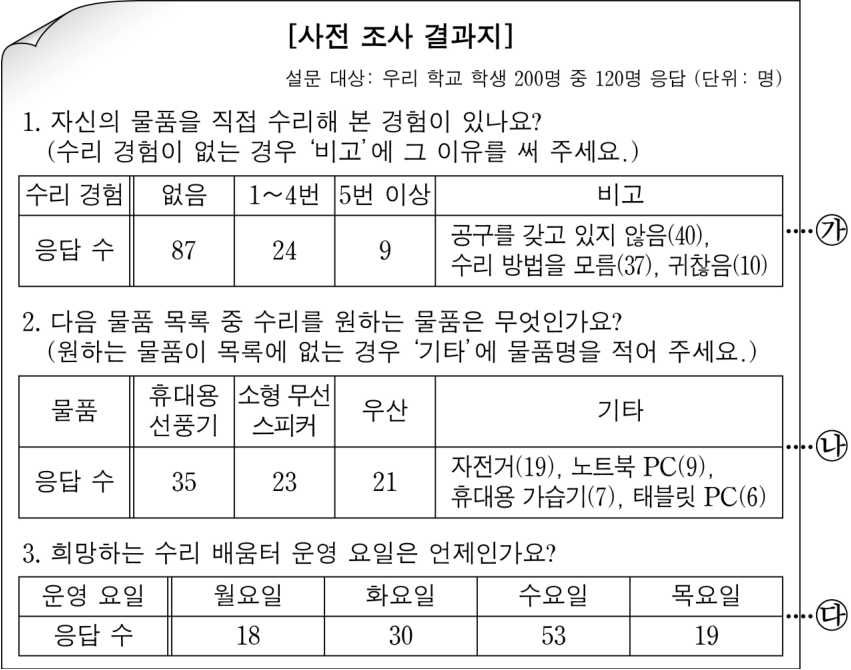 [사전 조사 결과지]
설문 대상: 우리 학교 학생 200명 중 120명 응답 (단위: 명)
1. 자신의 물품을 직접 수리해 본 경험이 있나요?
(수리 경험이 없는 경우 ‘비고’에 그 이유를 써 주세요.)
수리 경험 없음 1～4번 5번 이상 비고
응답 수 87 24 9 공구를 갖고 있지 않음(40),
수리 방법을 모름(37), 귀찮음(10)
····㉮
2. 다음 물품 목록 중 수리를 원하는 물품은 무엇인가요?
(원하는 물품이 목록에 없는 경우 ‘기타’에 물품명을 적어 주세요.)
물품 휴대용 선풍기 소형 무선 스피커 우산 기타
응답 수 35 23 21 자전거(19), 노트북 PC(9),
휴대용 가습기(7), 태블릿 PC(6)
····㉯
3. 희망하는 수리 배움터 운영 요일은 언제인가요?
운영 요일 월요일 화요일 수요일 목요일
응답 수 18 30 53 19
····㉰